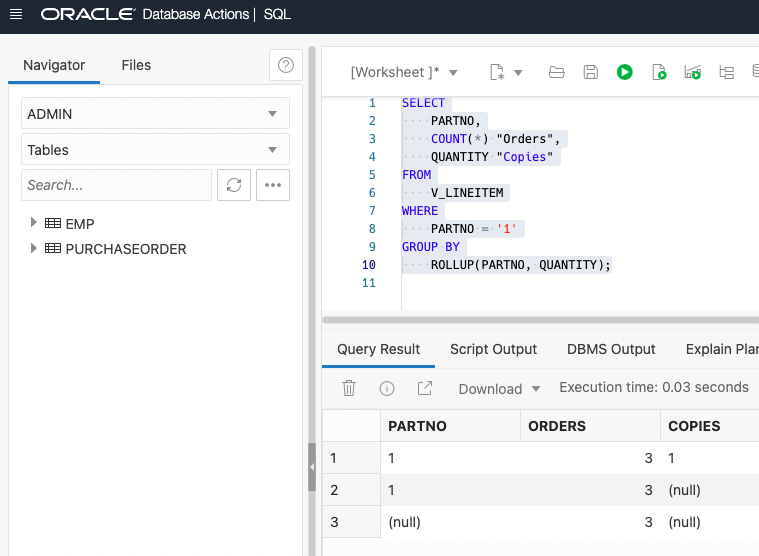 ORACLE Database Actions | SQL
Navigator Files ?
ADMIN
Tables
Search...
EMP
PURCHASEORDER
[Worksheet ]*
1 SELECT
2 PARTNO,
3 COUNT(*) "Orders",
4 QUANTITY "Copies"
5 FROM
6 V_LINEITEM
7 WHERE
8 PARTNO = '1'
9 GROUP BY
10 ROLLUP(PARTNO, QUANTITY);
11
Query Result Script Output DBMS Output Explain Plan
Download Execution time: 0.03 seconds
PARTNO ORDERS COPIES
1 1 3 1
2 1 3 (null)
3 (null) 3 (null)